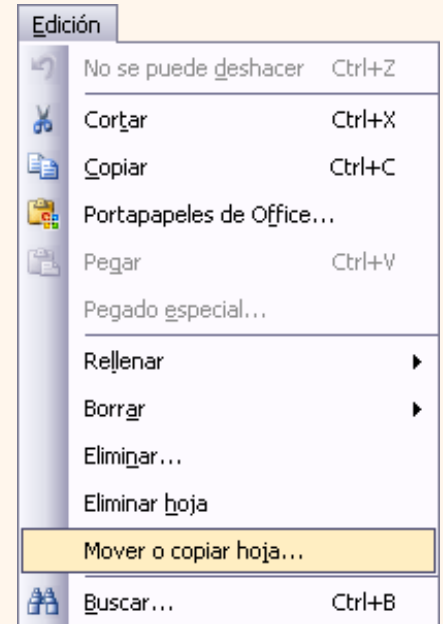 Edición
No se puede deshacer Ctrl+Z
Cortar Ctrl+X
Copiar Ctrl+C
Portapapeles de Office...
Pegar Ctrl+V
Pegado especial...
Rellenar
Borrar
Eliminar...
Eliminar hoja
Mover o copiar hoja...
Buscar... Ctrl+B